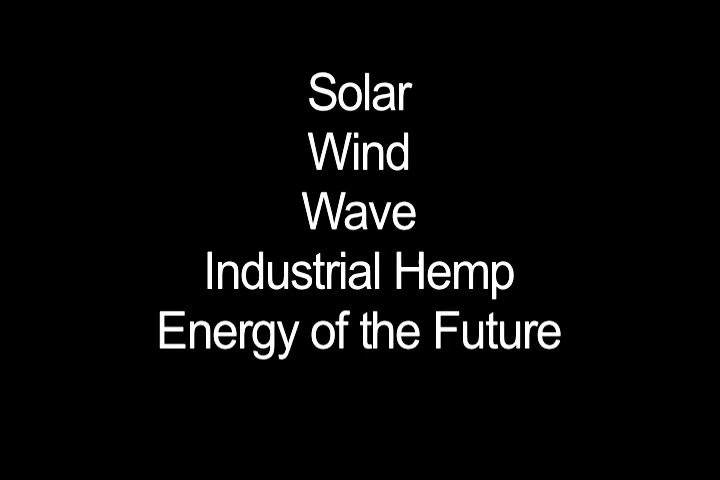 Solar
Wind
Wave
Industrial Hemp
Energy of the Future